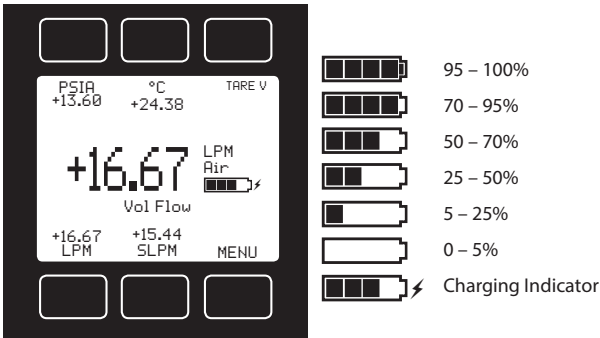 PSIA °C TARE V
+13.60 +24.38
+16.67 LPM
Air
Vol Flow
+16.67 +15.44
LPM SLPM MENU
95 – 100%
70 – 95%
50 – 70%
25 – 50%
5 – 25%
0 – 5%
Charging Indicator